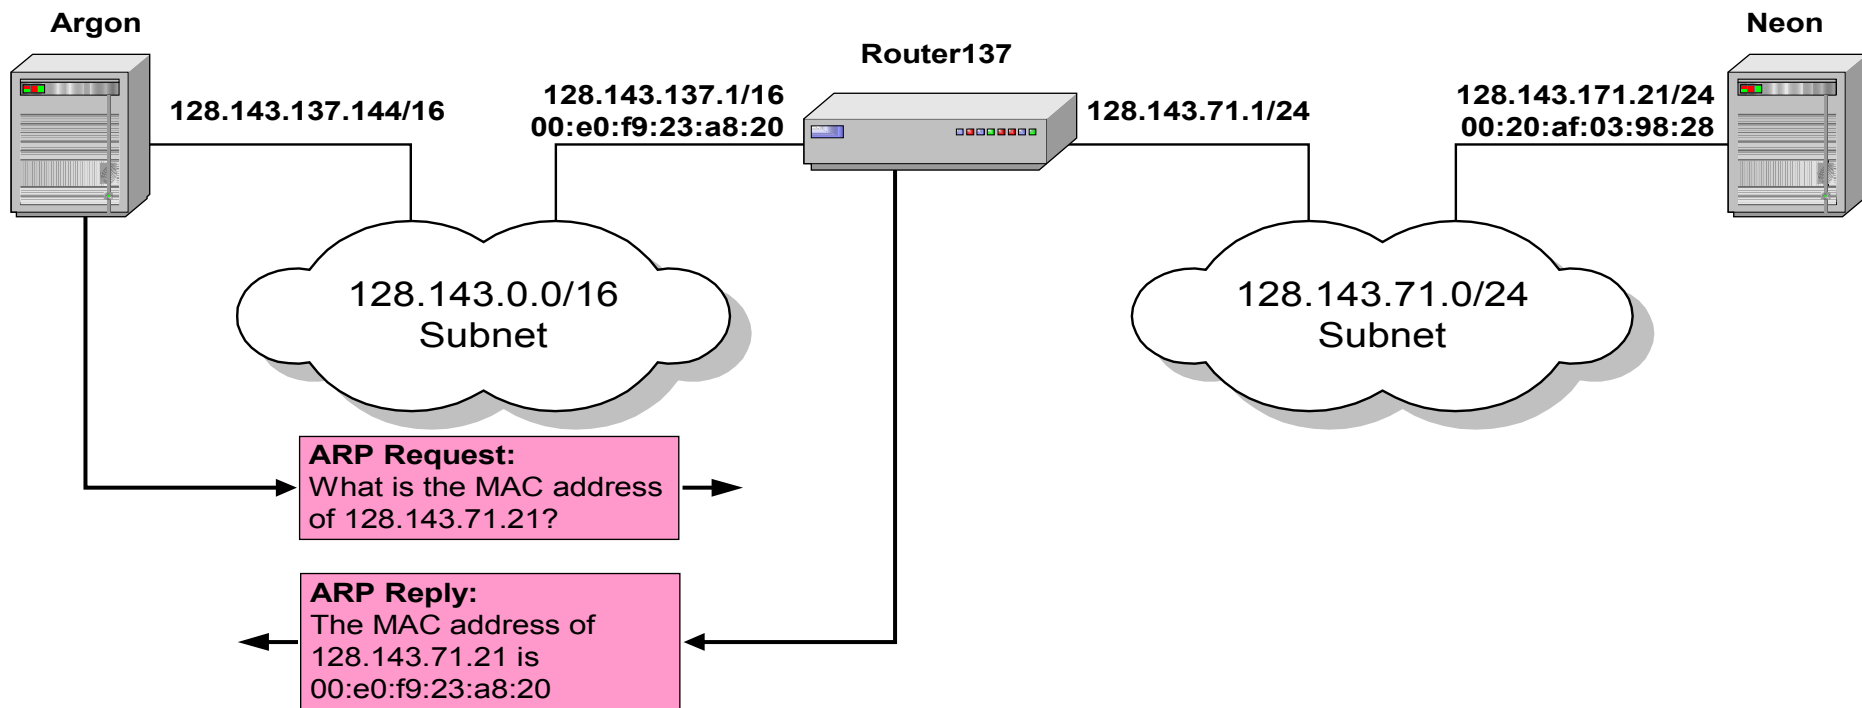 Argon
Neon
Router137
128.143.137.144/16
128.143.137.1/16
00:e0:f9:23:a8:20
128.143.71.1/24
128.143.171.21/24
00:20:af:03:98:28
128.143.0.0/16
Subnet
128.143.71.0/24
Subnet
ARP Request:
What is the MAC address
of 128.143.71.21?
ARP Reply:
The MAC address of
128.143.71.21 is
00:e0:f9:23:a8:20